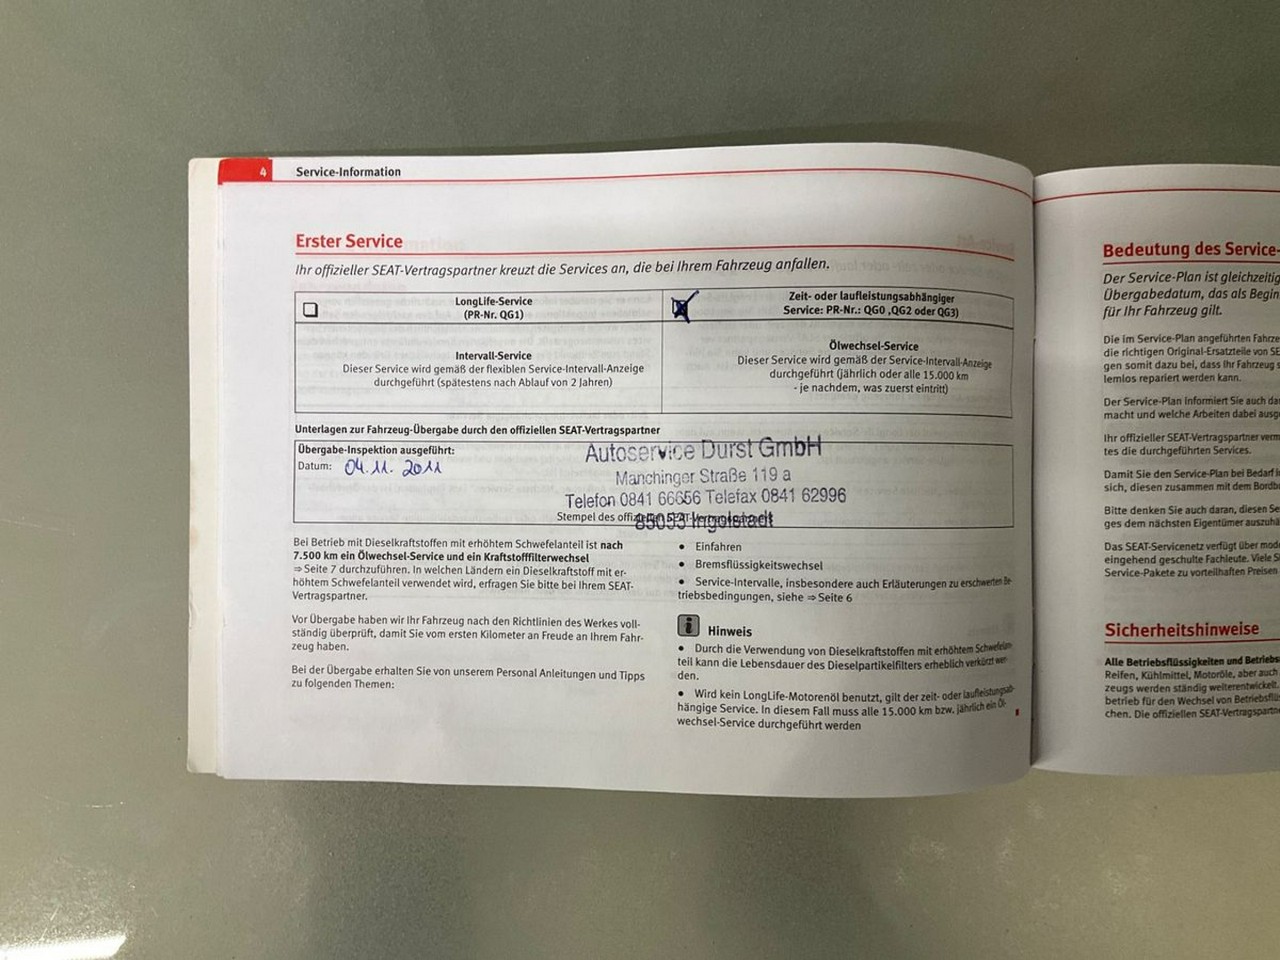 4 Service-Information
Erster Service
Ihr offizieller SEAT-Vertragspartner kreuzt die Services an, die bei Ihrem Fahrzeug anfallen.
LongLife-Service
(PR-Nr. QG1)
Zeit- oder laufleistungsabhängiger
Service: PR-Nr.: QG0 ,QG2 oder QG3)
Intervall-Service
Dieser Service wird gemäß der flexiblen Service-Intervall-Anzeige
durchgeführt (spätestens nach Ablauf von 2 Jahren)
Ölwechsel-Service
Dieser Service wird gemäß der Service-Intervall-Anzeige
durchgeführt (jährlich oder alle 15.000 km
- je nachdem, was zuerst eintritt)
Unterlagen zur Fahrzeug-Übergabe durch den offiziellen SEAT-Vertragspartner
Übergabe-Inspektion ausgeführt:
Datum: 04.11.2011
Autoservice Durst GmbH
Manchinger Straße 119 a
Telefon 0841 66656 Telefax 0841 62996
85053 Ingolstadt
Stempel des offiz
Bei Betrieb mit Dieselkraftstoffen mit erhöhtem Schwefelanteil ist nach
7.500 km ein Ölwechsel-Service und ein Kraftstofffilterwechsel
⇒ Seite 7 durchzuführen. In welchen Ländern ein Dieselkraftstoff mit er-
höhtem Schwefelanteil verwendet wird, erfragen Sie bitte bei Ihrem SEAT-
Vertragspartner.
Vor Übergabe haben wir Ihr Fahrzeug nach den Richtlinien des Werkes voll-
ständig überprüft, damit Sie vom ersten Kilometer an Freude an Ihrem Fahr-
zeug haben.
Bei der Übergabe erhalten Sie von unserem Personal Anleitungen und Tipps
zu folgenden Themen:
• Einfahren
• Bremsflüssigkeitswechsel
• Service-Intervalle, insbesondere auch Erläuterungen zu erschwerten Be-
triebsbedingungen, siehe ⇒ Seite 6
i Hinweis
• Durch die Verwendung von Dieselkraftstoffen mit erhöhtem Schwefelan-
teil kann die Lebensdauer des Dieselpartikelfilters erheblich verkürzt wer-
den.
• Wird kein LongLife-Motorenöl benutzt, gilt der zeit- oder laufleistungsab-
hängige Service. In diesem Fall muss alle 15.000 km bzw. jährlich ein Öl-
wechsel-Service durchgeführt werden
Bedeutung des Service-
Der Service-Plan ist gleichzeitig
Übergabedatum, das als Begin
für Ihr Fahrzeug gilt.
Die im Service-Plan angeführten Fahrze
die richtigen Original-Ersatzteile von SE
gen somit dazu bei, dass Ihr Fahrzeug s
lemlos repariert werden kann.
Der Service-Plan informiert Sie auch da
macht und welche Arbeiten dabei ausg
Ihr offizieller SEAT-Vertragspartner verm
tes die durchgeführten Services.
Damit Sie den Service-Plan bei Bedarf i
sich, diesen zusammen mit dem Bordb
Bitte denken Sie auch daran, diesen Se
ges dem nächsten Eigentümer auszuhä
Das SEAT-Servicenetz verfügt über mod
eingehend geschulte Fachleute. Viele S
Service-Pakete zu vorteilhaften Preisen
Sicherheitshinweise
Alle Betriebsflüssigkeiten und Betriebs
Reifen, Kühlmittel, Motoröle, aber auch
zeugs werden ständig weiterentwickelt.
betrieb für den Wechsel von Betriebsflü
chen. Die offiziellen SEAT-Vertragspartn